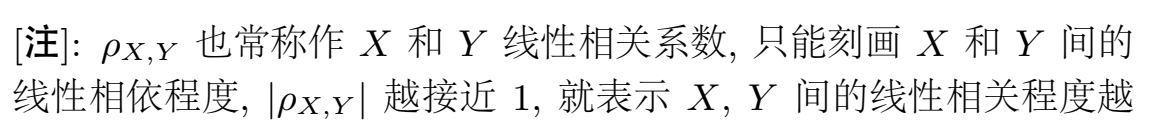 [注]: ρ_{X,Y} 也常称作 X 和 Y 线性相关系数, 只能刻画 X 和 Y 间的
线性相依程度, |ρ_{X,Y}| 越接近 1, 就表示 X, Y 间的线性相关程度越